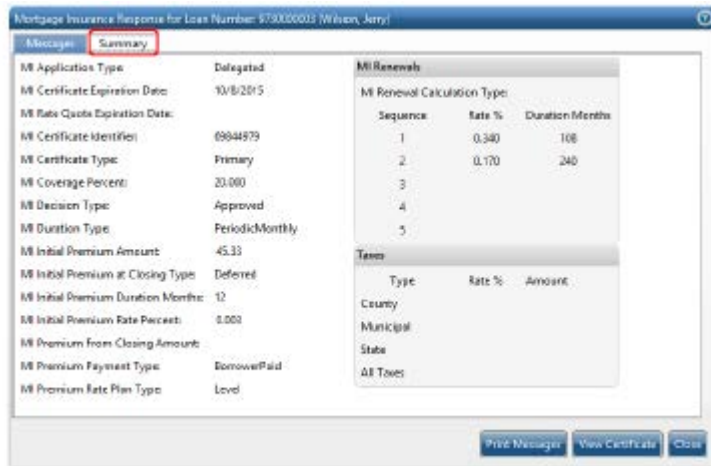 Mortgage Insurance Response for Loan Number: 9730000003 (Wilson, Jerry)
Messages Summary
MI Application Type: Delegated
MI Certificate Expiration Date: 10/8/2015
MI Rate Quote Expiration Date:
MI Certificate Identifier: 09844979
MI Certificate Type: Primary
MI Coverage Percent: 20.000
MI Decision Type: Approved
MI Duration Type: PeriodicMonthly
MI Initial Premium Amount: 45.33
MI Initial Premium at Closing Type: Deferred
MI Initial Premium Duration Months: 12
MI Initial Premium Rate Percent: 0.003
MI Premium From Closing Amount:
MI Premium Payment Type: BorrowerPaid
MI Premium Rate Plan Type: Level
MI Renewals
MI Renewal Calculation Type:
Sequence Rate % Duration Months
1 0.340 108
2 0.170 240
3
4
5
Taxes
Type Rate % Amount
County
Municipal
State
All Taxes
Print Messages View Certificate Close